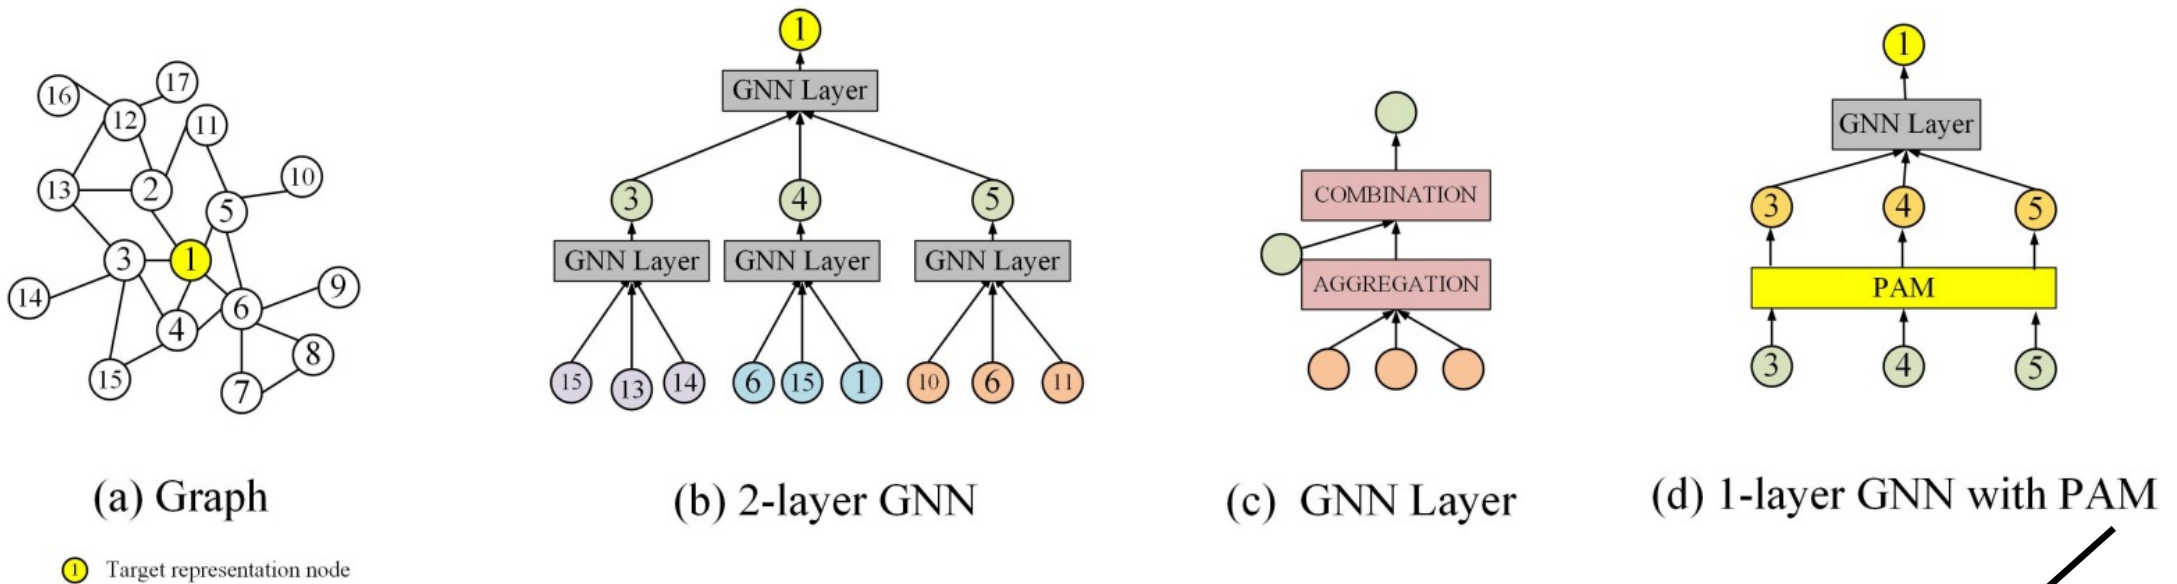 16
17
12
11
10
13
2
5
3
1
14
6
9
4
8
15
7
(a) Graph
1 Target representation node
1
GNN Layer
3 4 5
GNN Layer GNN Layer GNN Layer
15 13 14 6 15 1 10 6 11
(b) 2-layer GNN
COMBINATION
AGGREGATION
(c) GNN Layer
1
GNN Layer
3 4 5
PAM
3 4 5
(d) 1-layer GNN with PAM